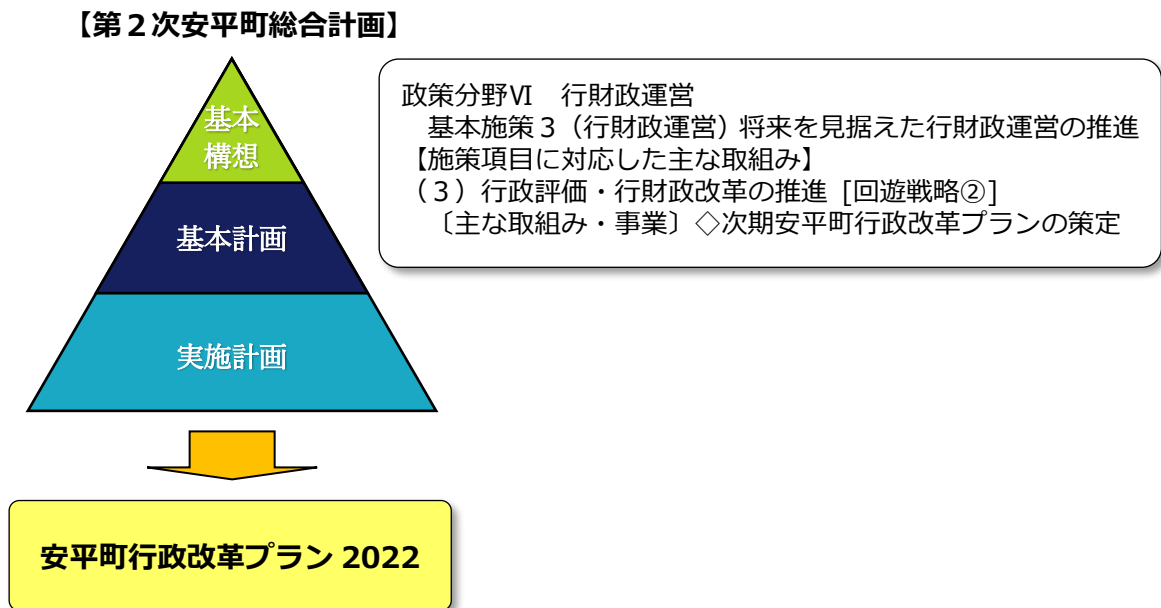 【第２次安平町総合計画】
基本
構想
基本計画
実施計画
政策分野Ⅵ　行財政運営
基本施策３（行財政運営）将来を見据えた行財政運営の推進
【施策項目に対応した主な取組み】
（３）行政評価・行財政改革の推進 [回遊戦略②]
〔主な取組み・事業〕◇次期安平町行政改革プランの策定
安平町行政改革プラン 2022